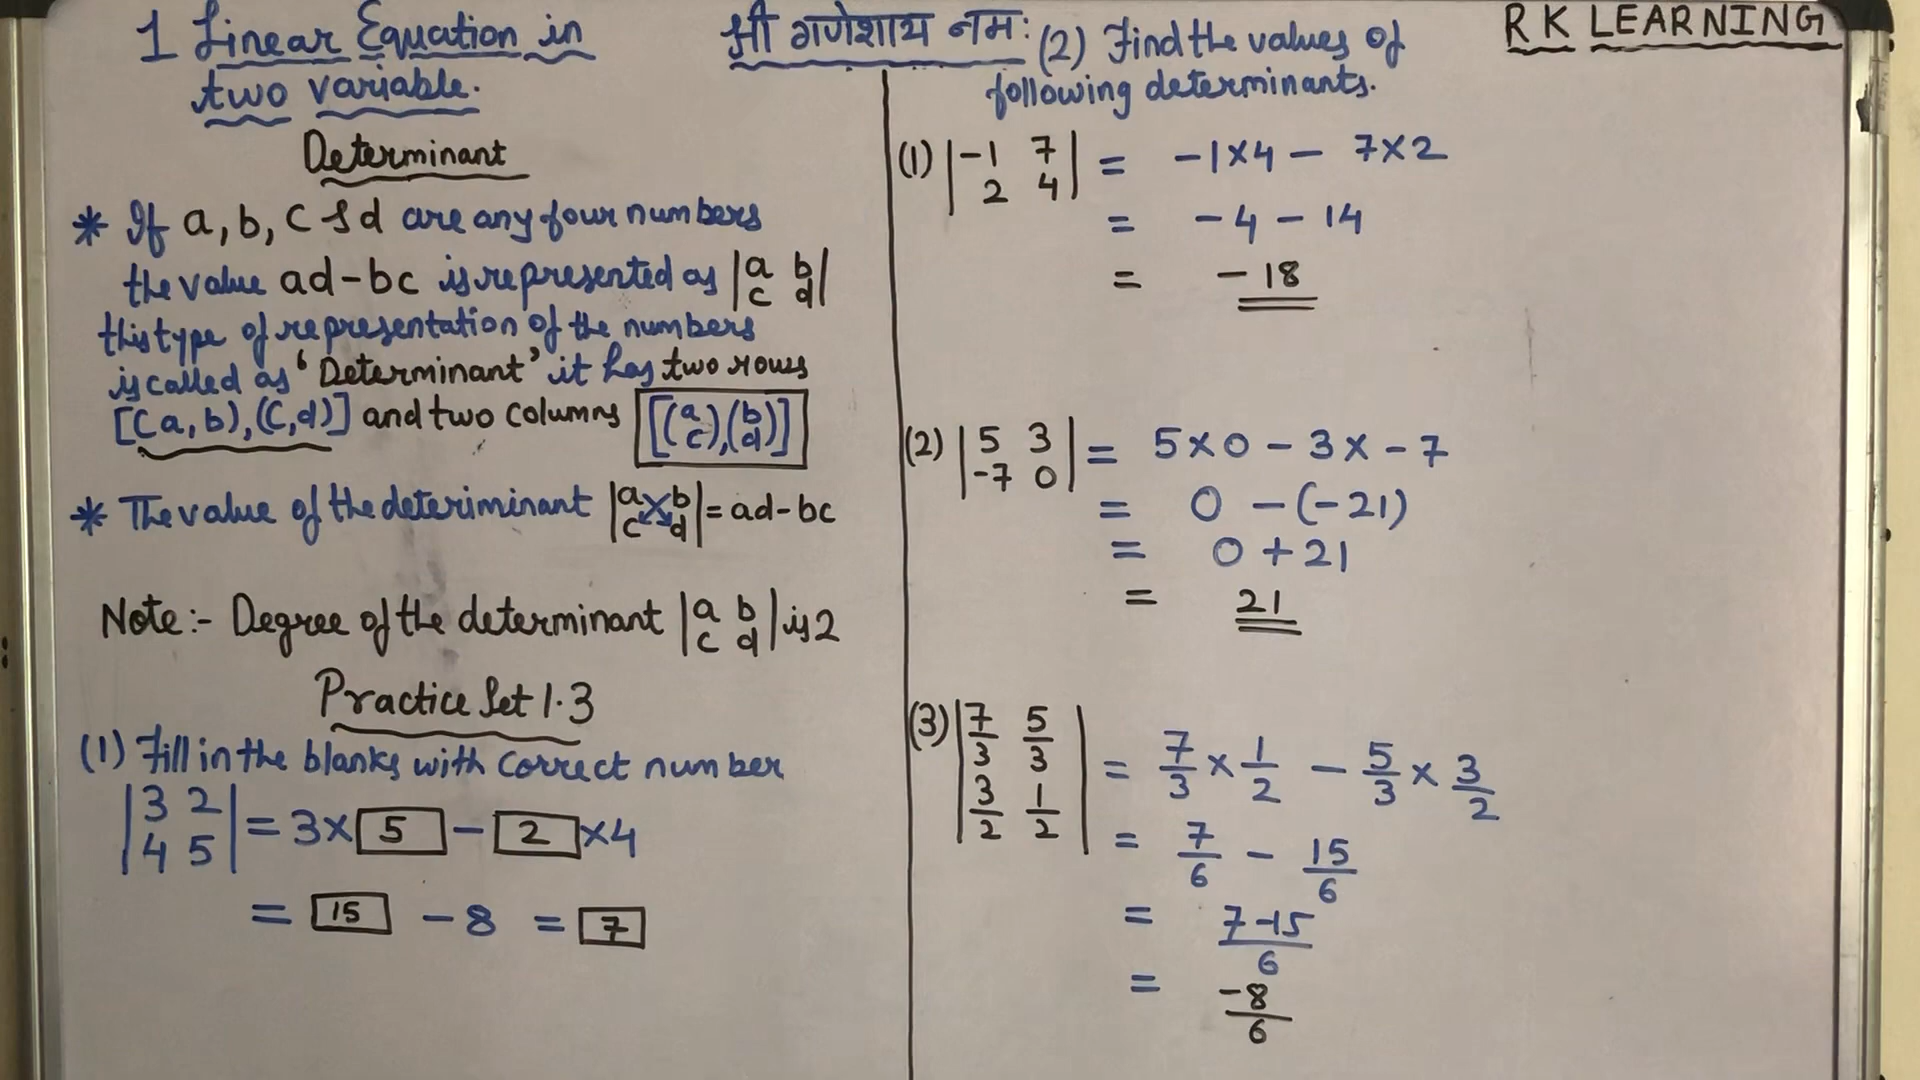 1 Linear Equation in
two variable.
श्री गणेशाय नमः
RK LEARNING
Determinant
* If a, b, c & d are any four numbers
the value ad-bc is represented as |a b|
|c d|
this type of representation of the numbers
is called as 'Determinant' it has two rows
[(a,b),(c,d)] and two columns [(a c),(b d)]
* The value of the deteriminant |a b| = ad-bc
|c d|
Note:- Degree of the determinant |a b| is 2
|c d|
Practice Set 1.3
(1) Fill in the blanks with correct number
|3 2| = 3× 5 - 2 ×4
|4 5|
= 15 - 8 = 7
(2) Find the values of
following determinants.
(1) |-1 7| = -1×4 - 7×2
|2 4|
= -4 - 14
= -18
(2) |5 3| = 5×0 - 3×-7
|-7 0|
= 0 -(-21)
= 0 + 21
= 21
(3) |7/3 5/3|
|3/2 1/2| = 7/3 × 1/2 - 5/3 × 3/2
= 7/6 - 15/6
= 7-15/6
= -8/6